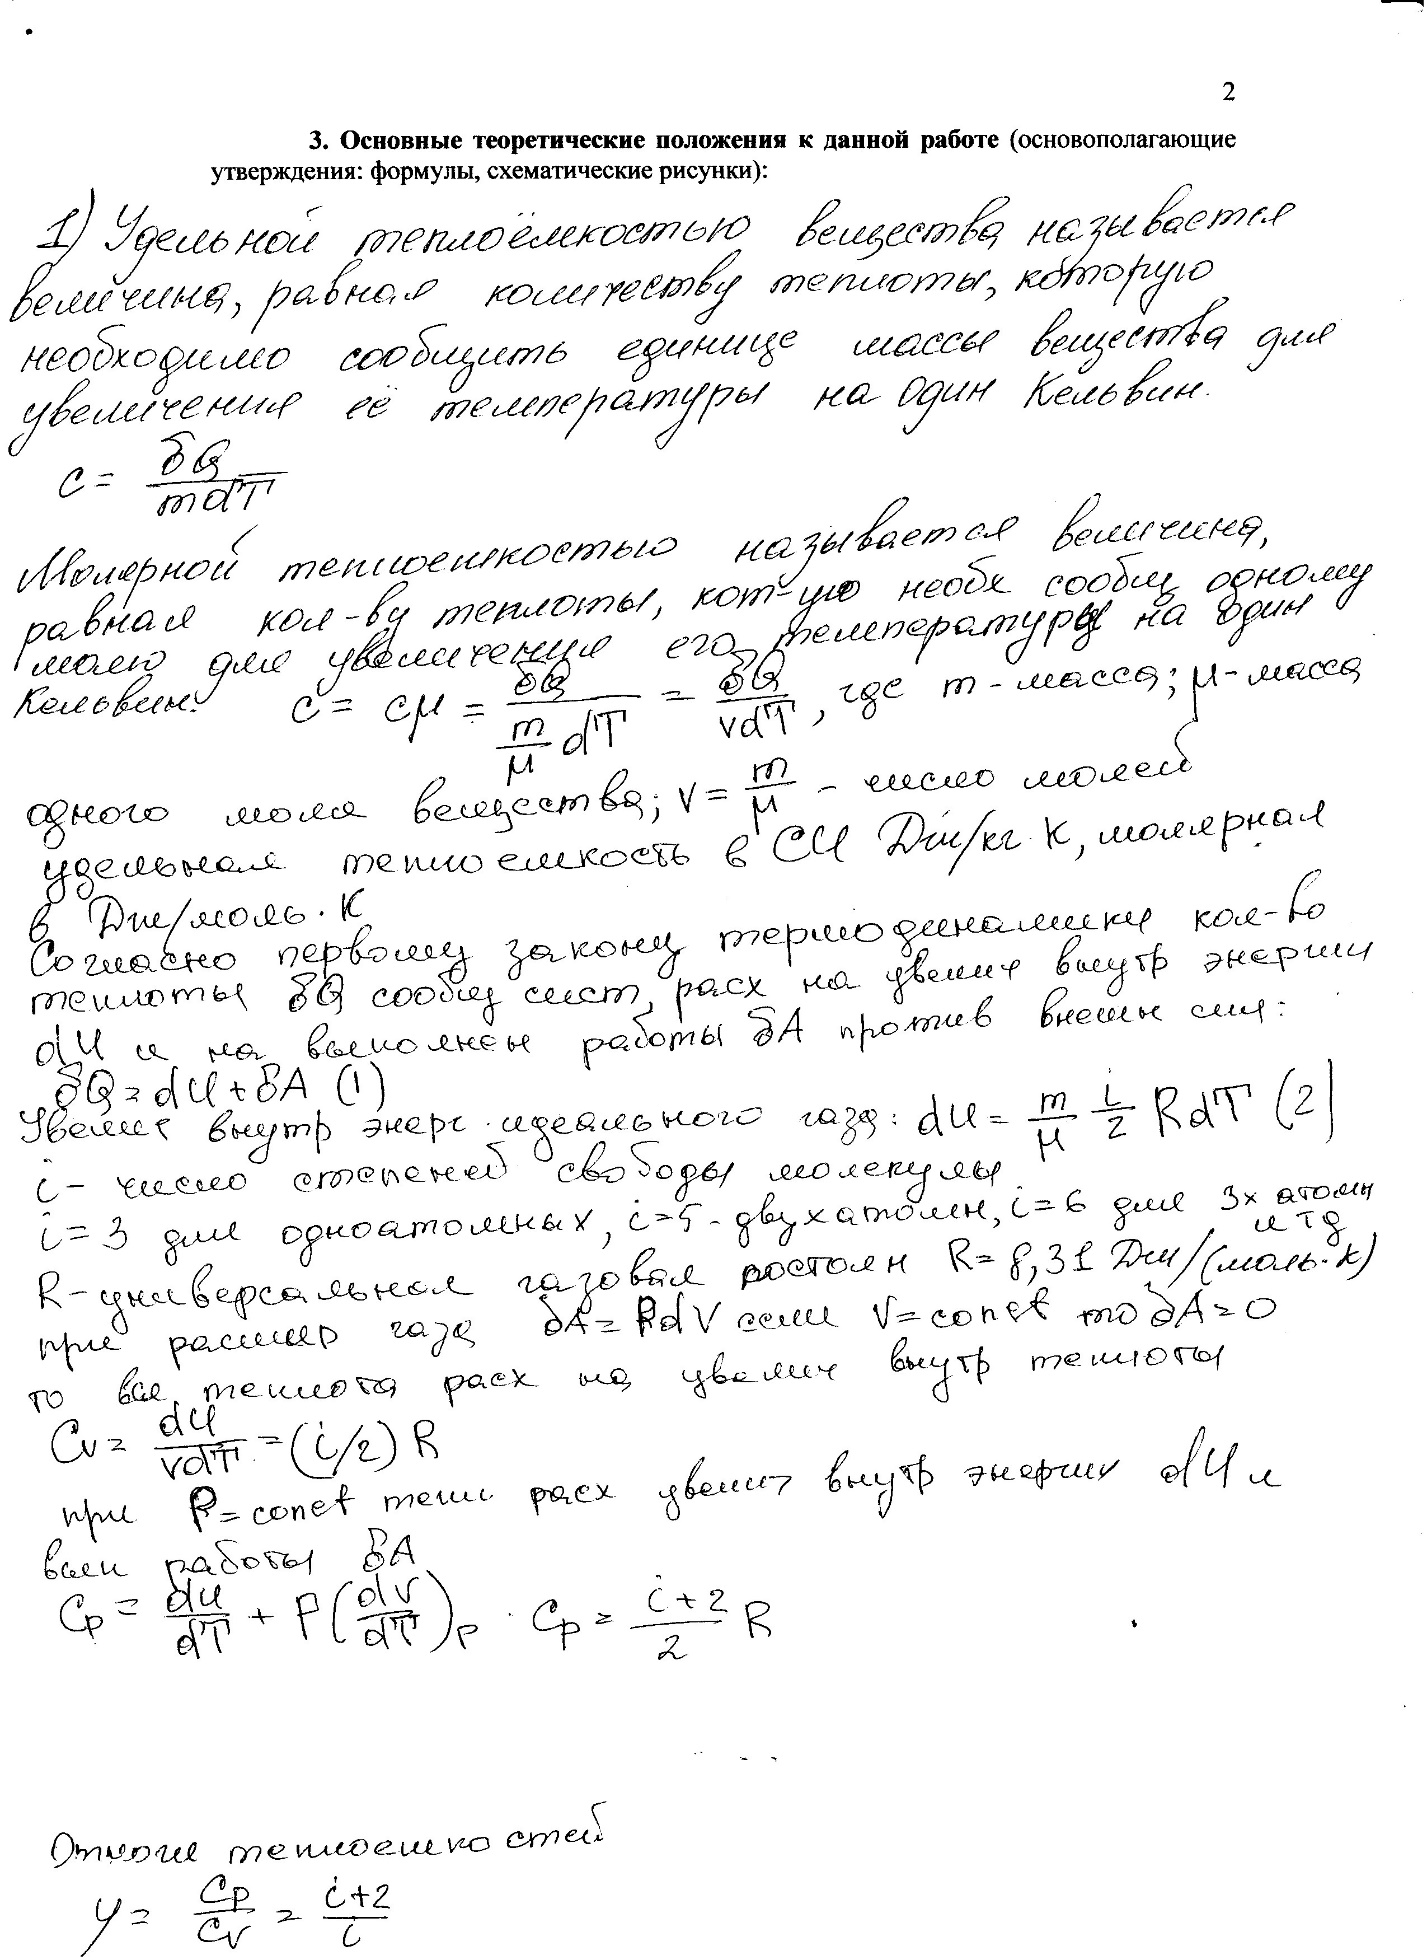 2
3. Основные теоретические положения к данной работе (основополагающие
утверждения: формулы, схематические рисунки):
1) Удельной теплоёмкостью вещества называется
величина, равная количеству теплоты, которую
необходимо сообщить единице массы вещества для
увеличения её температуры на один Кельвин.
c = δQ / mdT
Молярной теплоемкостью называется величина,
равная кол-ву теплоты, кот-ую необх сообщ одному
молю для увеличения его температуры на один
Кельвин. c = cμ = δQ / (m/μ dT) = δQ / νdT, где m - масса; μ - масса
одного моля вещества; ν = m/μ - число молей
удельная теплоемкость в СИ Дж/кг·К, молярная
в Дж/моль·К
Согласно первому закону термодинамики кол-во
теплоты δQ сообщ сист, расх на увелич внутр энергии
dU и на выполнен работы δA против внешн сил:
δQ = dU + δA (1)
Увелич внутр энерг идеального газа: dU = m/μ i/2 RdT (2)
i - число степеней свободы молекулы
i = 3 для одноатомных, i = 5 - двухатомн, i = 6 для 3х атомн
и тд
R - универсальная газовая постоян R = 8,31 Дж/(моль·К)
при расшир газа δA = PdV если V = const то δA = 0
то вся теплота расх на увелич внутр теплоты
Cv = dU / νdT = (i/2) R
при P = const тепл расх увелич внутр энергии dU и
вып работы δA
Cp = dU/dT + P(dV/dT)p · Cp = i+2 / 2 R
Отнош теплоемкостей
γ = Cp/Cv = i+2 / i